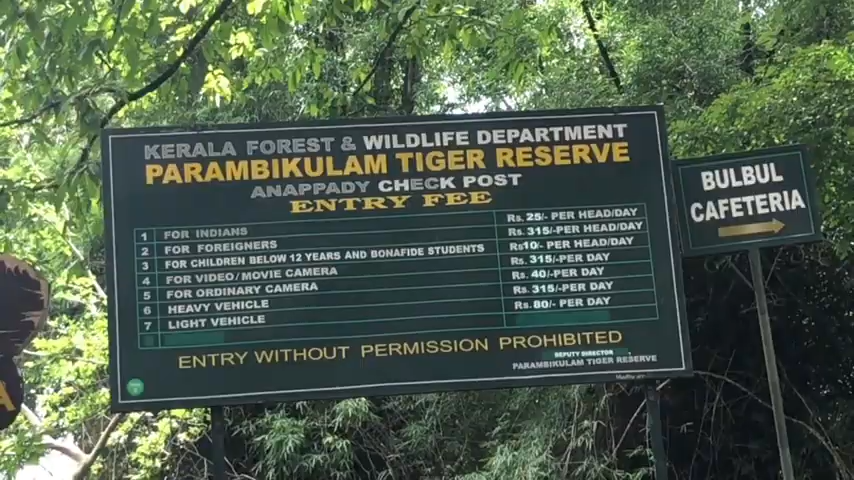 KERALA FOREST & WILDLIFE DEPARTMENT
PARAMBIKULAM TIGER RESERVE
ANAPPADY CHECK POST
ENTRY FEE
1 FOR INDIANS Rs. 25/- PER HEAD/DAY
2 FOR FOREIGNERS Rs. 315/- PER HEAD/DAY
3 FOR CHILDREN BELOW 12 YEARS AND BONAFIDE STUDENTS Rs10/- PER HEAD/DAY
4 FOR VIDEO/MOVIE CAMERA Rs. 315/-PER DAY
5 FOR ORDINARY CAMERA Rs. 40/-PER DAY
6 HEAVY VEHICLE Rs. 315/-PER DAY
7 LIGHT VEHICLE Rs. 80/-PER DAY
ENTRY WITHOUT PERMISSION PROHIBITED
DEPUTY DIRECTOR
PARAMBIKULAM TIGER RESERVE
BULBUL
CAFETERIA